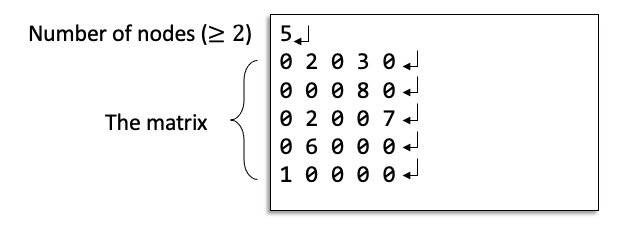 Number of nodes (≥ 2)
5↵
The matrix
0 2 0 3 0↵
0 0 0 8 0↵
0 2 0 0 7↵
0 6 0 0 0↵
1 0 0 0 0↵